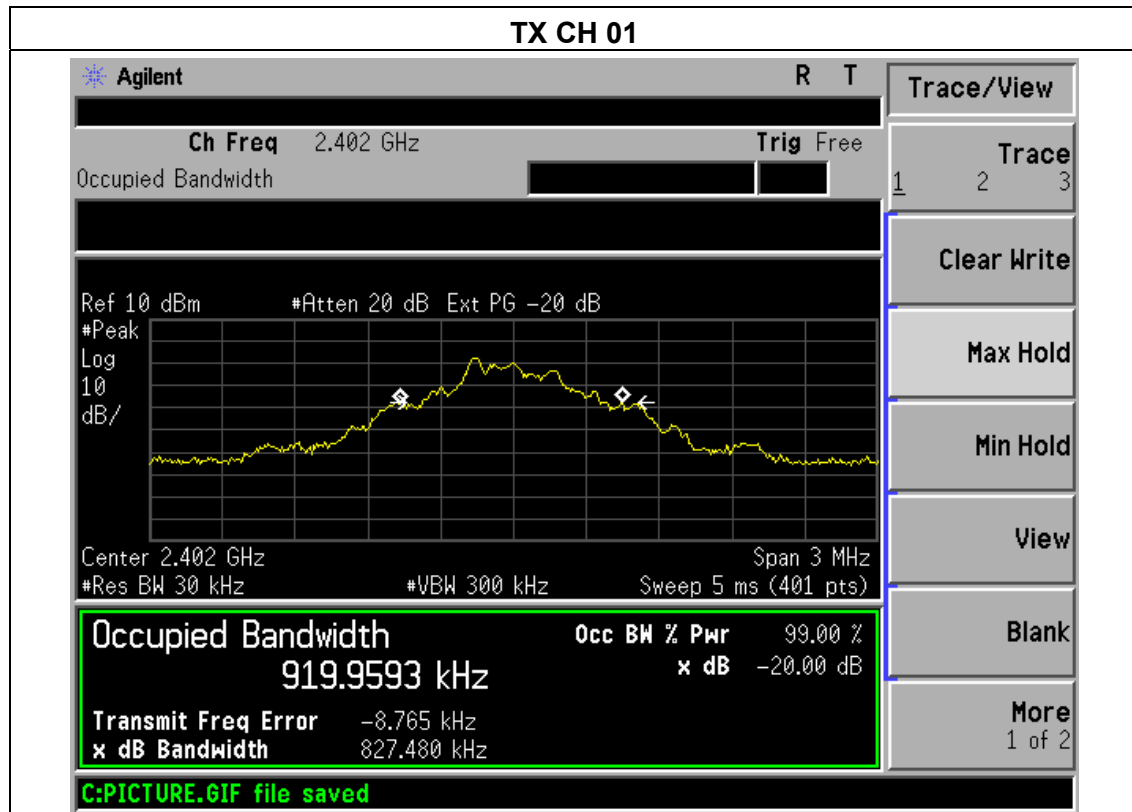 TX CH 01
Agilent R T
Trace/View
Ch Freq 2.402 GHz Trig Free
Occupied Bandwidth
Trace
1 2 3
Clear Write
Ref 10 dBm #Atten 20 dB Ext PG −20 dB
#Peak
Log
10
dB/
Max Hold
Min Hold
View
Center 2.402 GHz Span 3 MHz
#Res BW 30 kHz #VBW 300 kHz Sweep 5 ms (401 pts)
Occupied Bandwidth Occ BW % Pwr 99.00 %
919.9593 kHz x dB −20.00 dB
Blank
Transmit Freq Error −8.765 kHz
x dB Bandwidth 827.480 kHz
More
1 of 2
C:PICTURE.GIF file saved